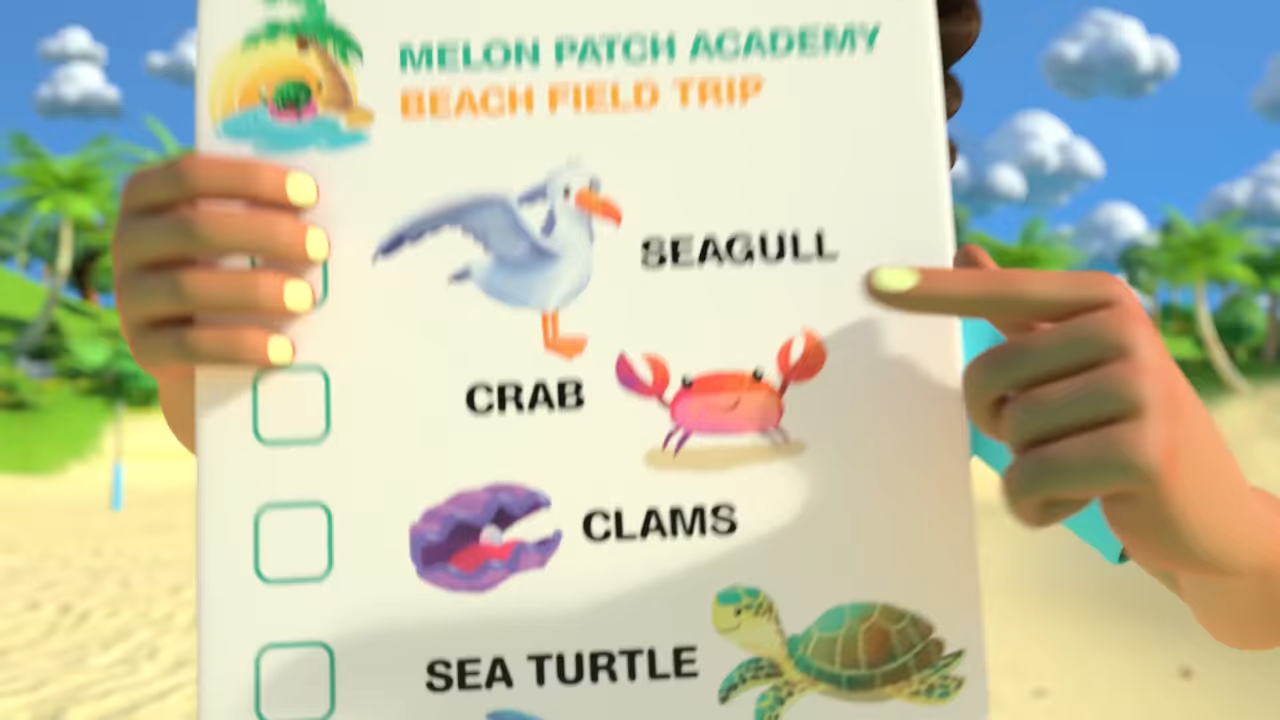 MELON PATCH ACADEMY
BEACH FIELD TRIP
SEAGULL
CRAB
CLAMS
SEA TURTLE